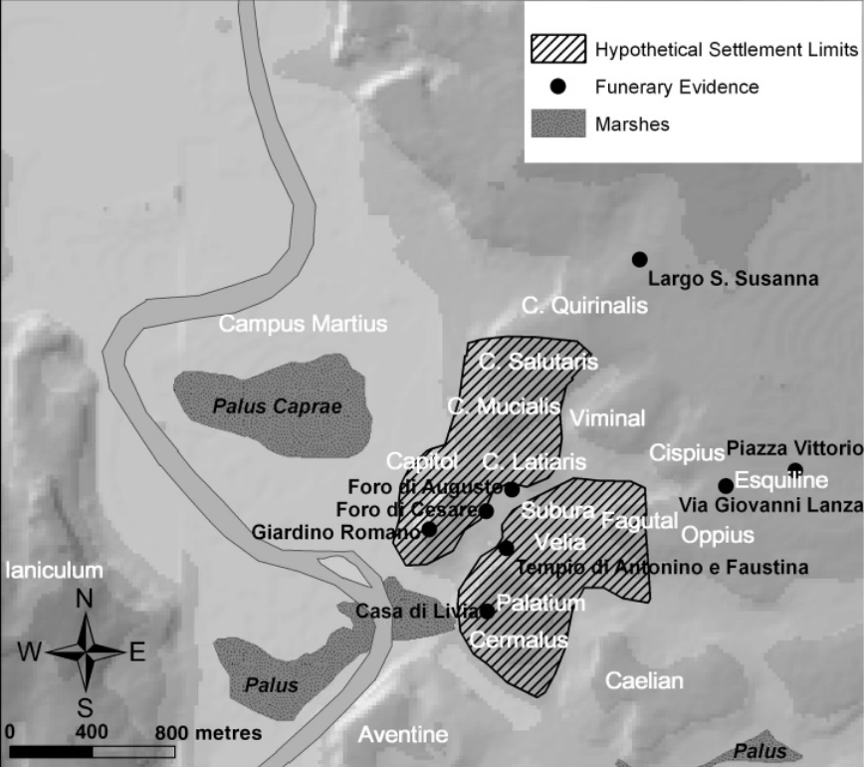 Hypothetical Settlement Limits
Funerary Evidence
Marshes
Largo S. Susanna
C. Quirinalis
Campus Martius
C. Salutaris
Palus Caprae
C. Mucialis
Viminal
Cispius
Piazza Vittorio
Capitol
C. Latiaris
Esquiline
Foro di Augusto
Via Giovanni Lanza
Foro di Cesare
Subura
Fagutal
Giardino Romano
Oppius
Velia
Tempio di Antonino e Faustina
Ianiculum
N
Casa di Livia
Palatium
W
E
Cermalus
S
Palus
Caelian
0 400 800 metres
Aventine
Palus